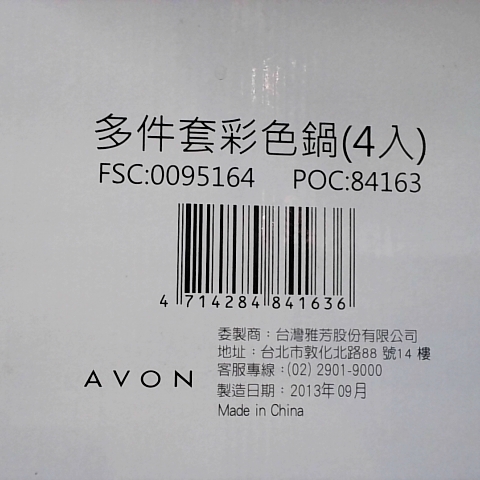 多件套彩色鍋(4入)
FSC:0095164 POC:84163
4 714284 841636
委製商：台灣雅芳股份有限公司
地址：台北市敦化北路88 號14 樓
客服專線：(02) 2901-9000
AVON
製造日期：2013年09月
Made in China